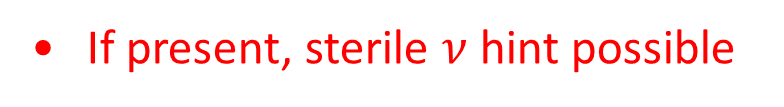 • If present, sterile ν hint possible